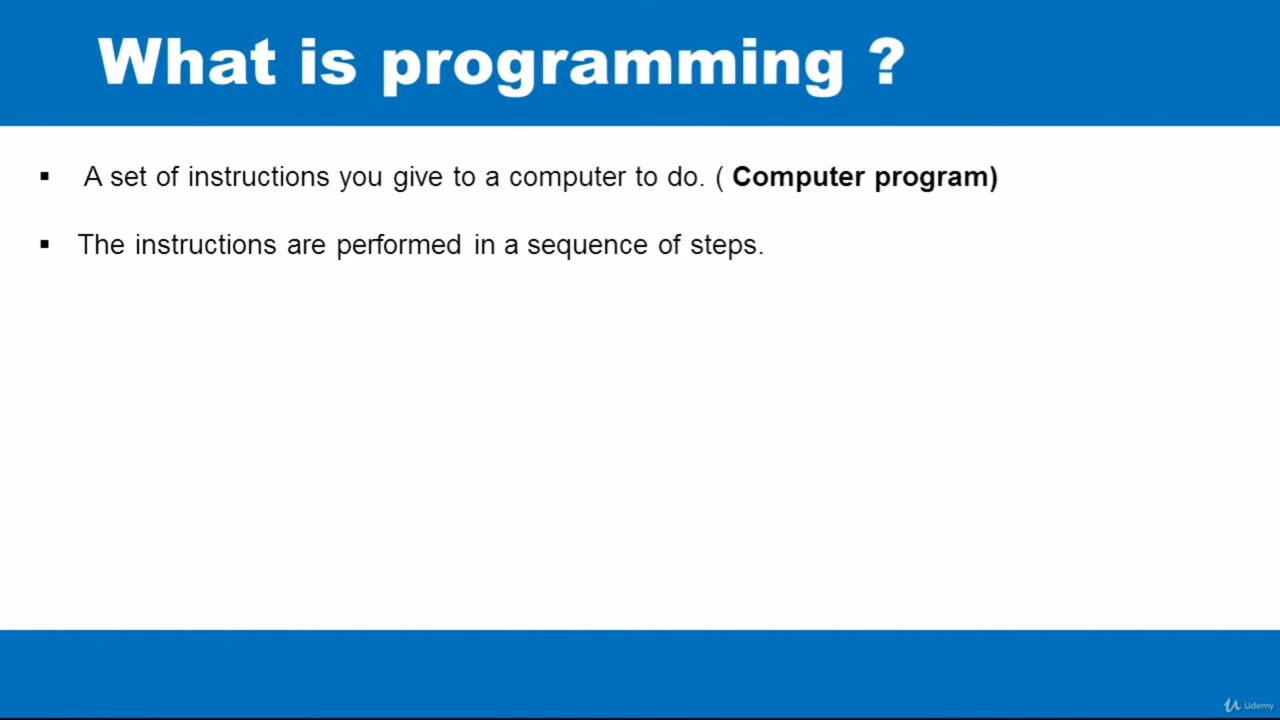 What is programming ?
▪ A set of instructions you give to a computer to do. ( Computer program)
▪ The instructions are performed in a sequence of steps.
Udemy